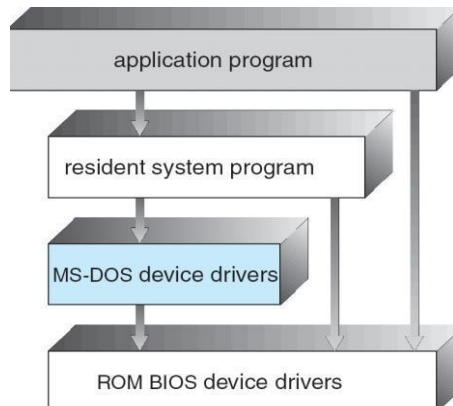 application program
resident system program
MS-DOS device drivers
ROM BIOS device drivers